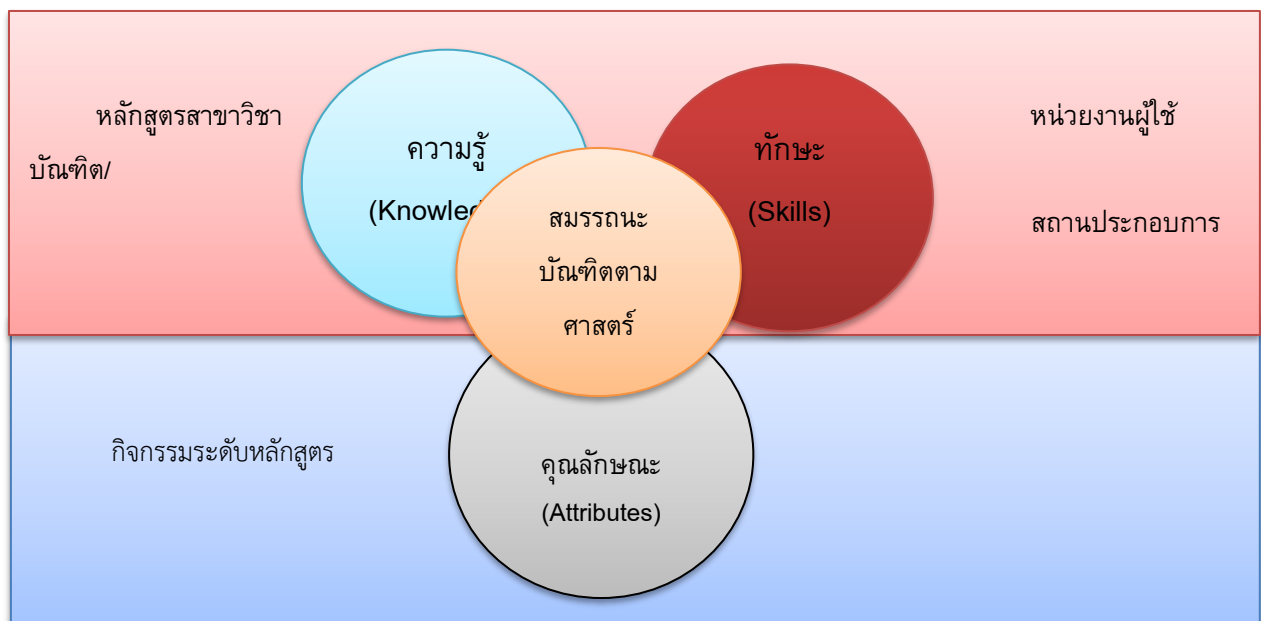 หลักสูตรสาขาวิชา
หน่วยงานผู้ใช้
บัณฑิต/
สถานประกอบการ
ความรู้
ทักษะ
(Skills)
สมรรถนะ
บัณฑิตตาม
ศาสตร์
กิจกรรมระดับหลักสูตร
คุณลักษณะ
(Attributes)